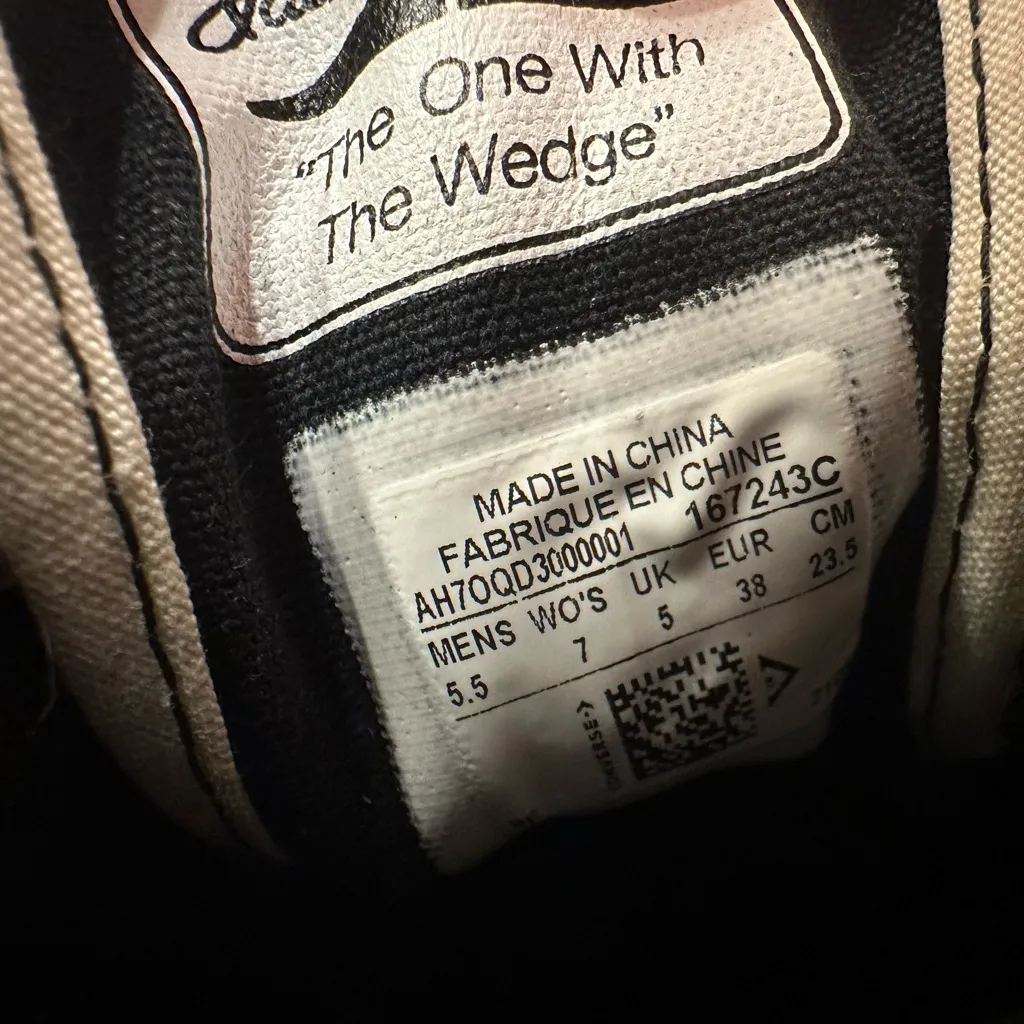 "The One With
The Wedge"
MADE IN CHINA
FABRIQUE EN CHINE
AH7OQD3000001 167243C
MENS WO'S UK EUR CM
5.5 7 5 38 23.5
CONVERSE